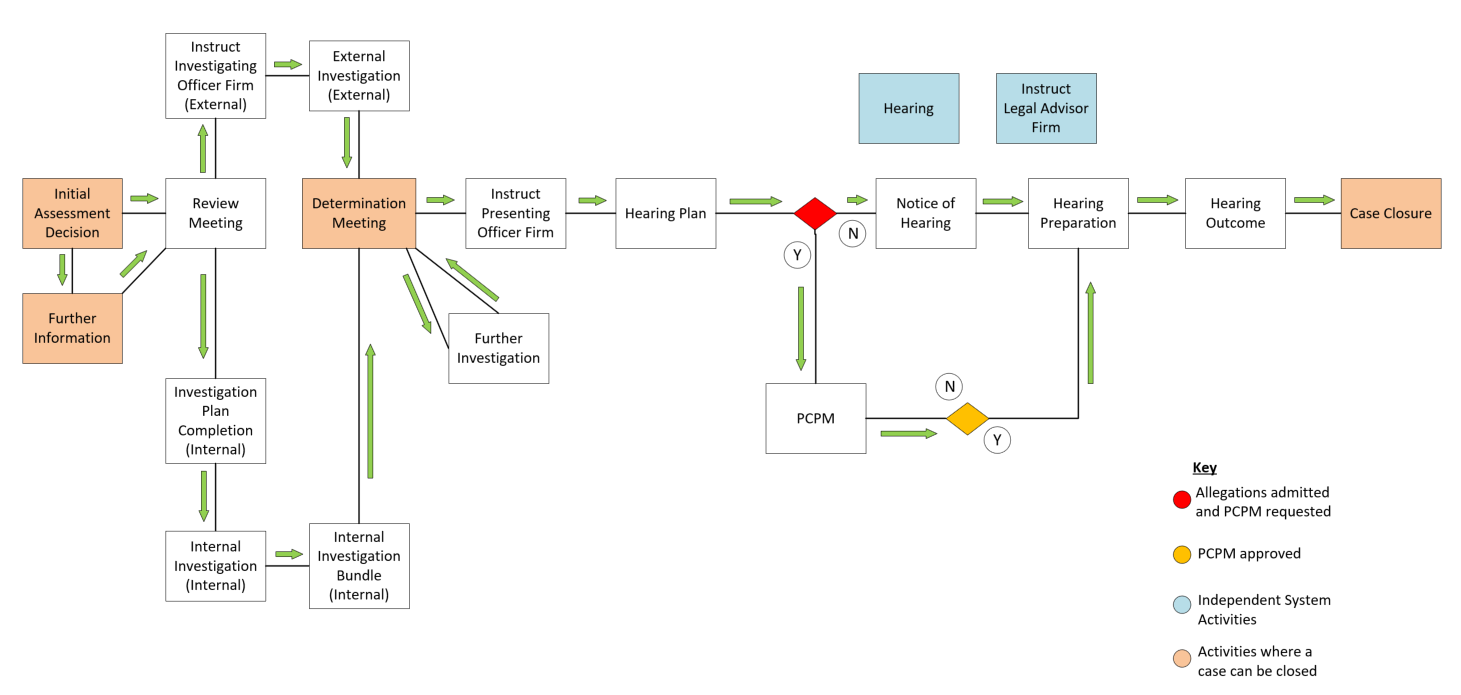 Instruct
Investigating
Officer Firm
(External)
External
Investigation
(External)
Hearing
Instruct
Legal Advisor
Firm
Initial
Assessment
Decision
Review
Meeting
Determination
Meeting
Instruct
Presenting
Officer Firm
Hearing Plan
N
Y
Notice of
Hearing
Hearing
Preparation
Hearing
Outcome
Case Closure
Further
Information
Further
Investigation
Investigation
Plan
Completion
(Internal)
PCPM
N
Y
Internal
Investigation
(Internal)
Internal
Investigation
Bundle
(Internal)
Key
Allegations admitted
and PCPM requested
PCPM approved
Independent System
Activities
Activities where a
case can be closed